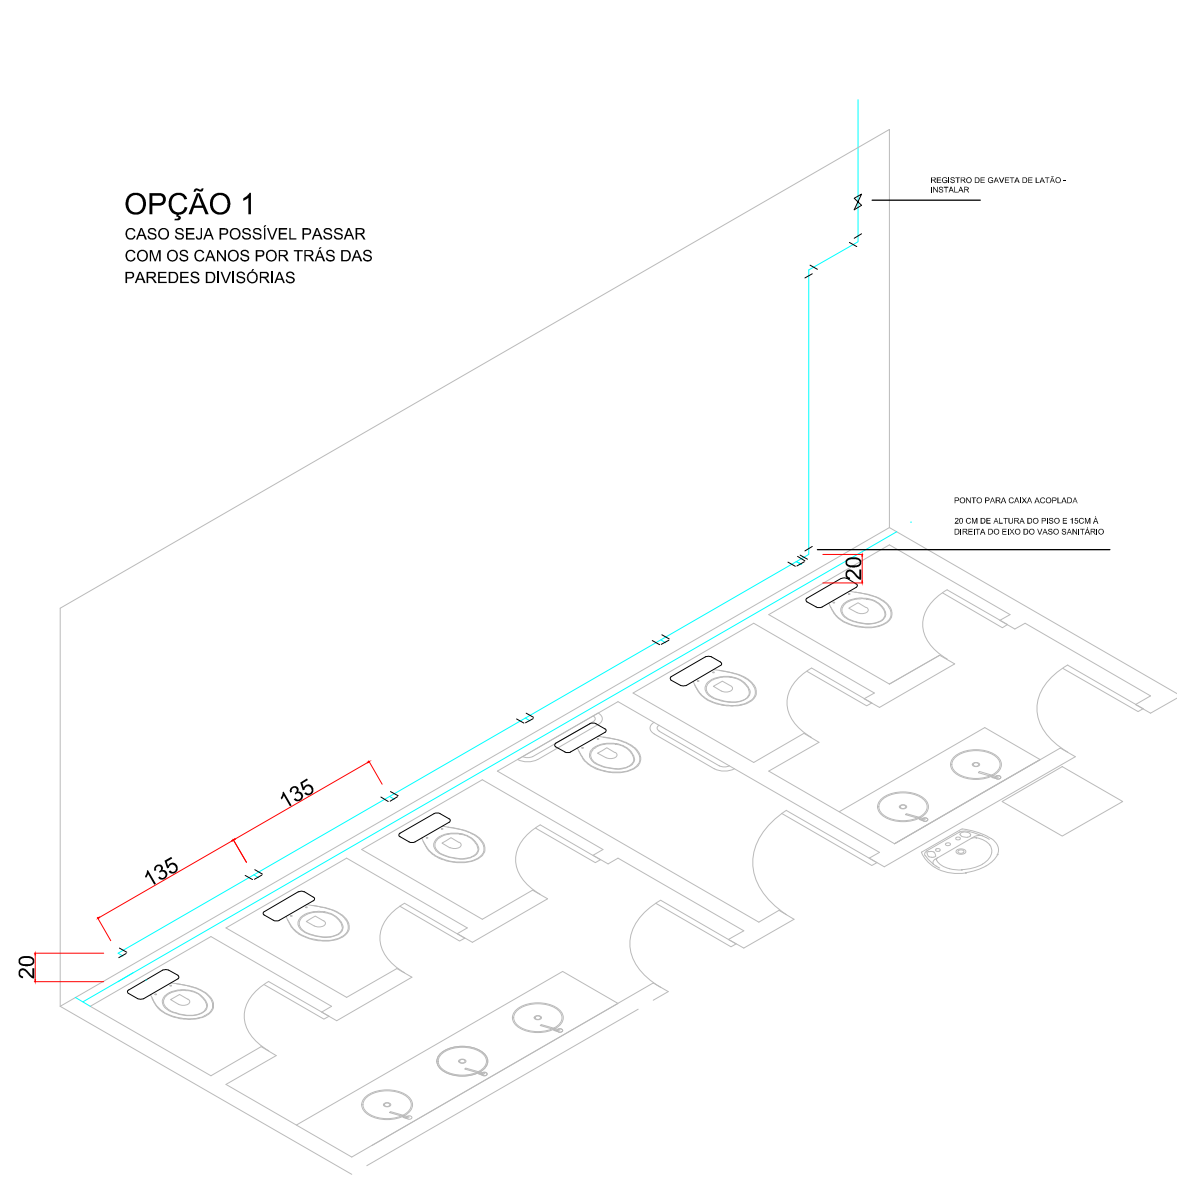 OPÇÃO 1
CASO SEJA POSSÍVEL PASSAR
COM OS CANOS POR TRÁS DAS
PAREDES DIVISÓRIAS
REGISTRO DE GAVETA DE LATÃO -
INSTALAR
PONTO PARA CAIXA ACOPLADA
20 CM DE ALTURA DO PISO E 15CM À
DIREITA DO EIXO DO VASO SANITÁRIO
20
135
135
20